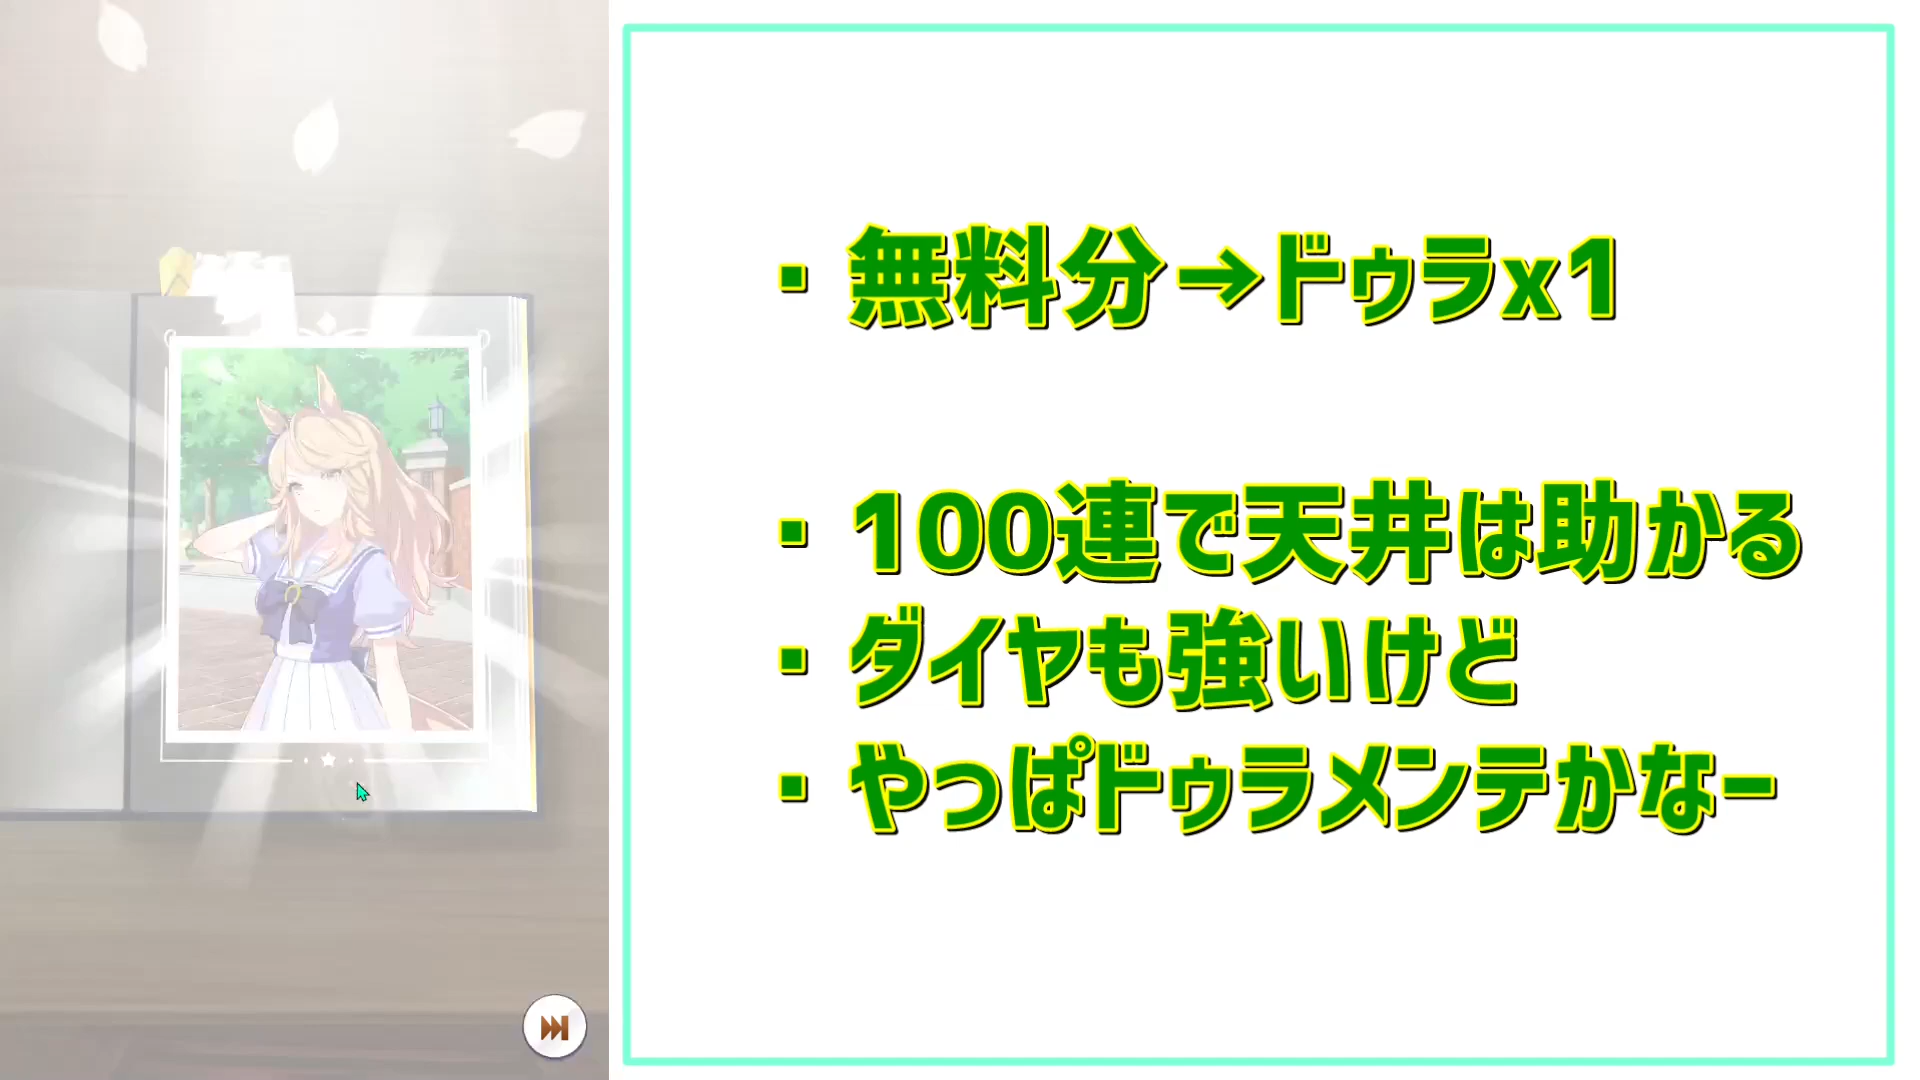 ・無料分→ドゥラx1
・100連で天井は助かる
・ダイヤも強いけど
・やっぱドゥラメンテかなー